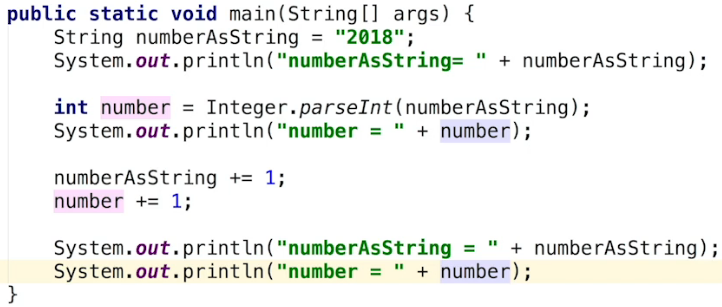 public static void main(String[] args) {
    String numberAsString = "2018";
    System.out.println("numberAsString= " + numberAsString);
    int number = Integer.parseInt(numberAsString);
    System.out.println("number = " + number);
    numberAsString += 1;
    number += 1;
    System.out.println("numberAsString = " + numberAsString);
    System.out.println("number = " + number);
}